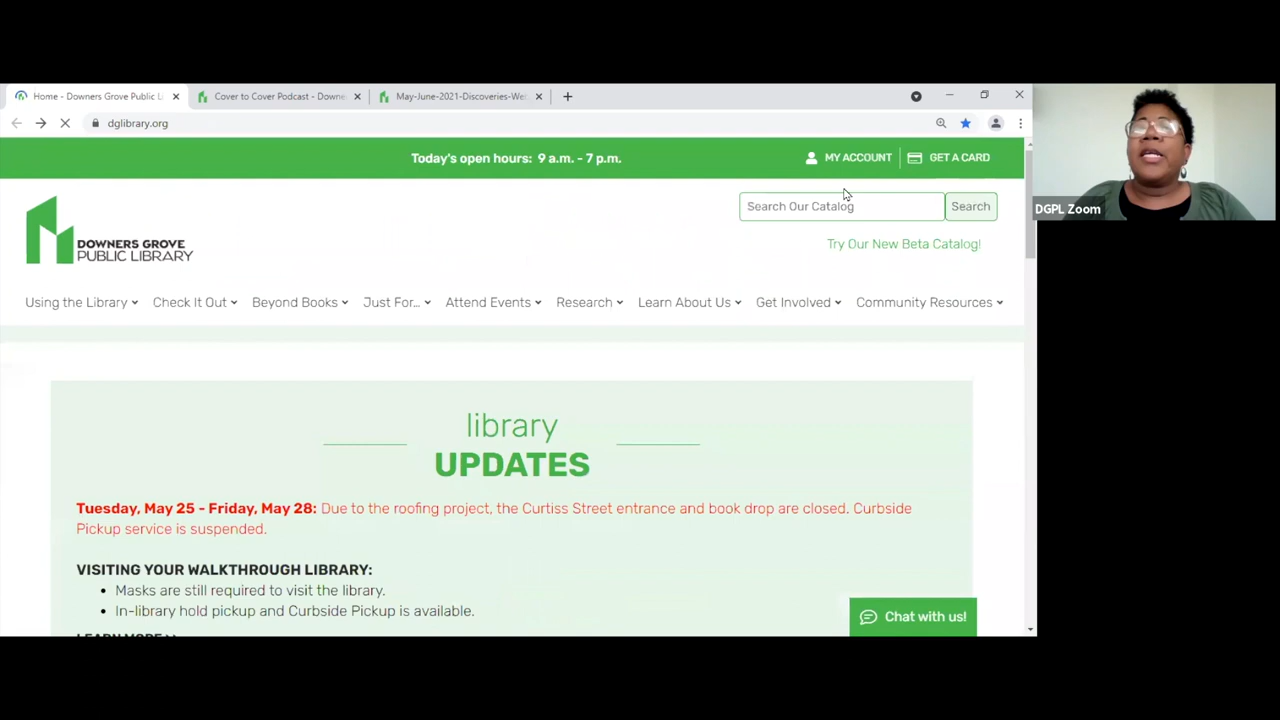 Home - Downers Grove Public Li
Cover to Cover Podcast - Downe
May-June-2021-Discoveries-We
dglibrary.org
Today's open hours: 9 a.m. - 7 p.m.
MY ACCOUNT
GET A CARD
Search Our Catalog
Search
DGPL Zoom
DOWNERS GROVE
PUBLIC LIBRARY
Try Our New Beta Catalog!
Using the Library
Check It Out
Beyond Books
Just For...
Attend Events
Research
Learn About Us
Get Involved
Community Resources
library
UPDATES
Tuesday, May 25 - Friday, May 28: Due to the roofing project, the Curtiss Street entrance and book drop are closed. Curbside
Pickup service is suspended.
VISITING YOUR WALKTHROUGH LIBRARY:
• Masks are still required to visit the library.
• In-library hold pickup and Curbside Pickup is available.
LEARN MORE >>
Chat with us!